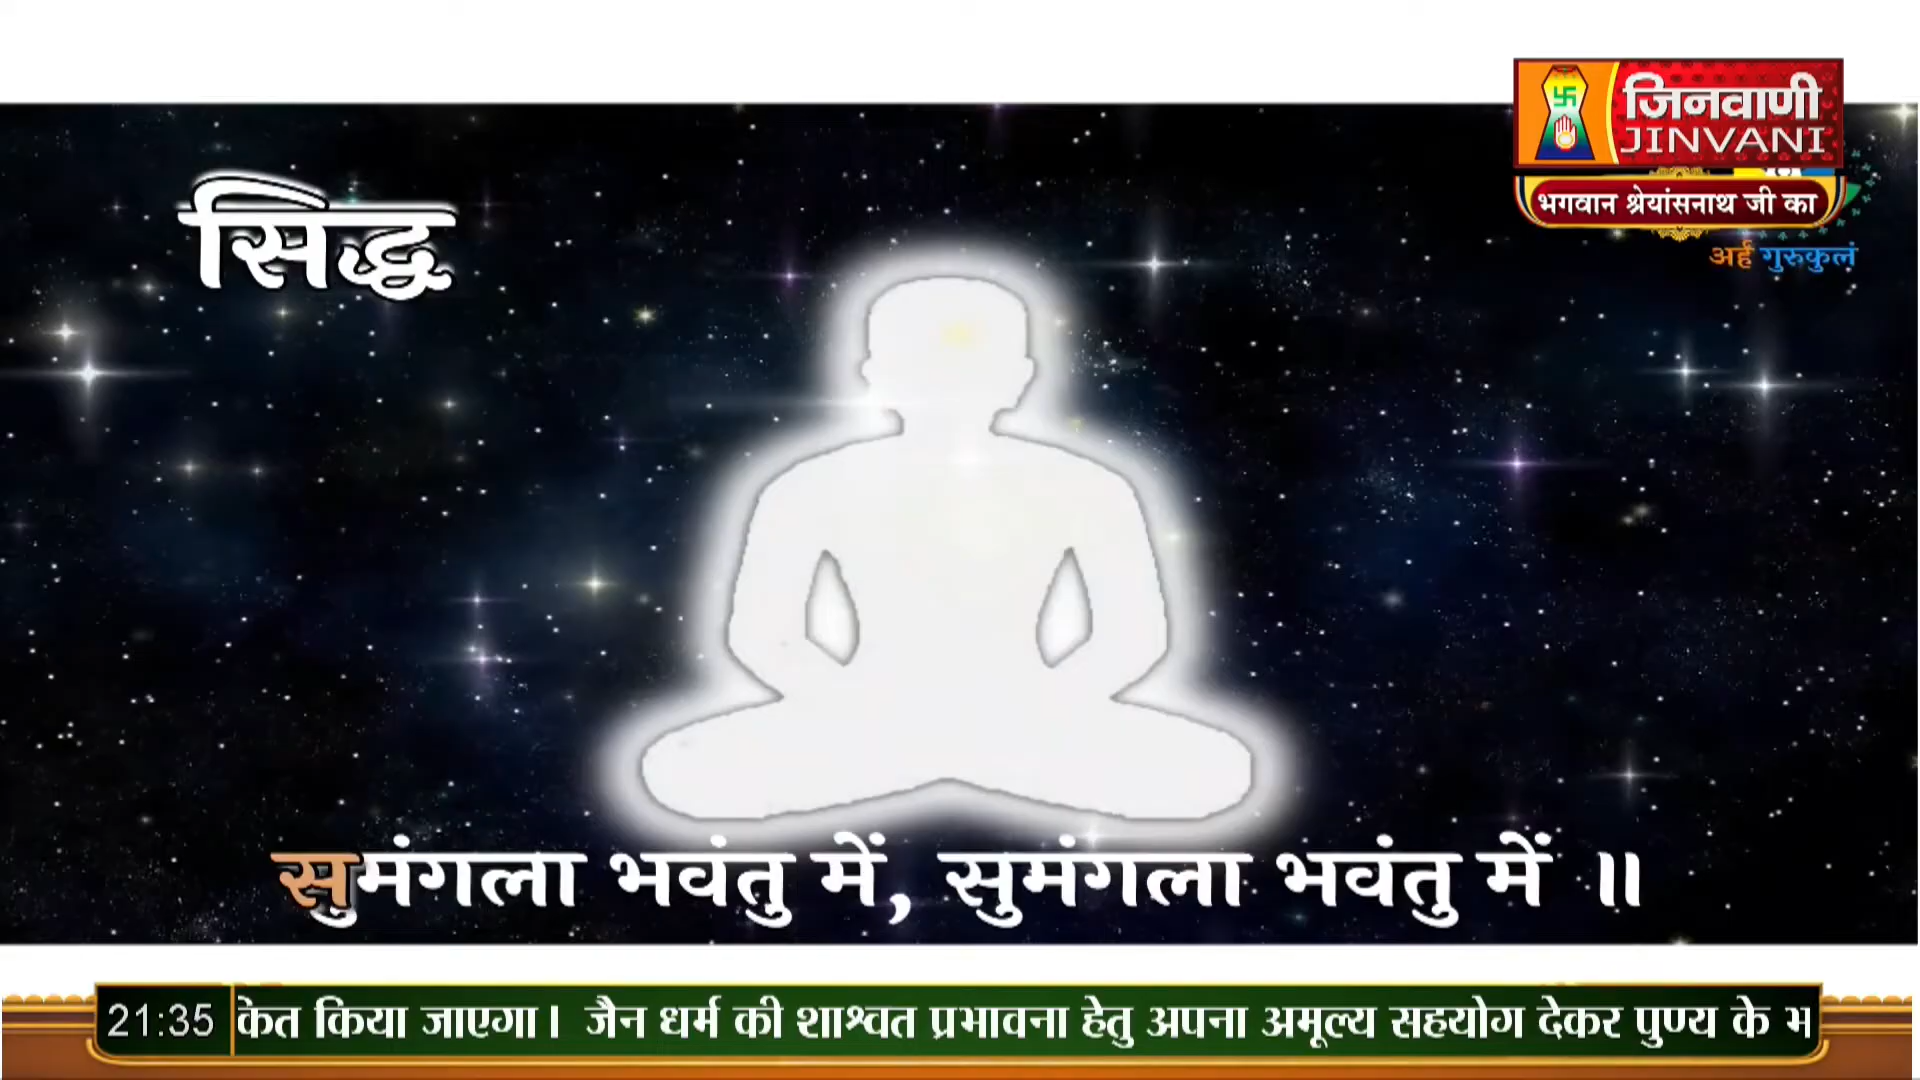 जिनवाणी
JINVANI
भगवान श्रेयांसनाथ जी का
अर्हं गुरुकुलं
सिद्ध
सुमंगला भवंतु में, सुमंगला भवंतु में ॥
21:35 केत किया जाएगा। जैन धर्म की शाश्वत प्रभावना हेतु अपना अमूल्य सहयोग देकर पुण्य के भ